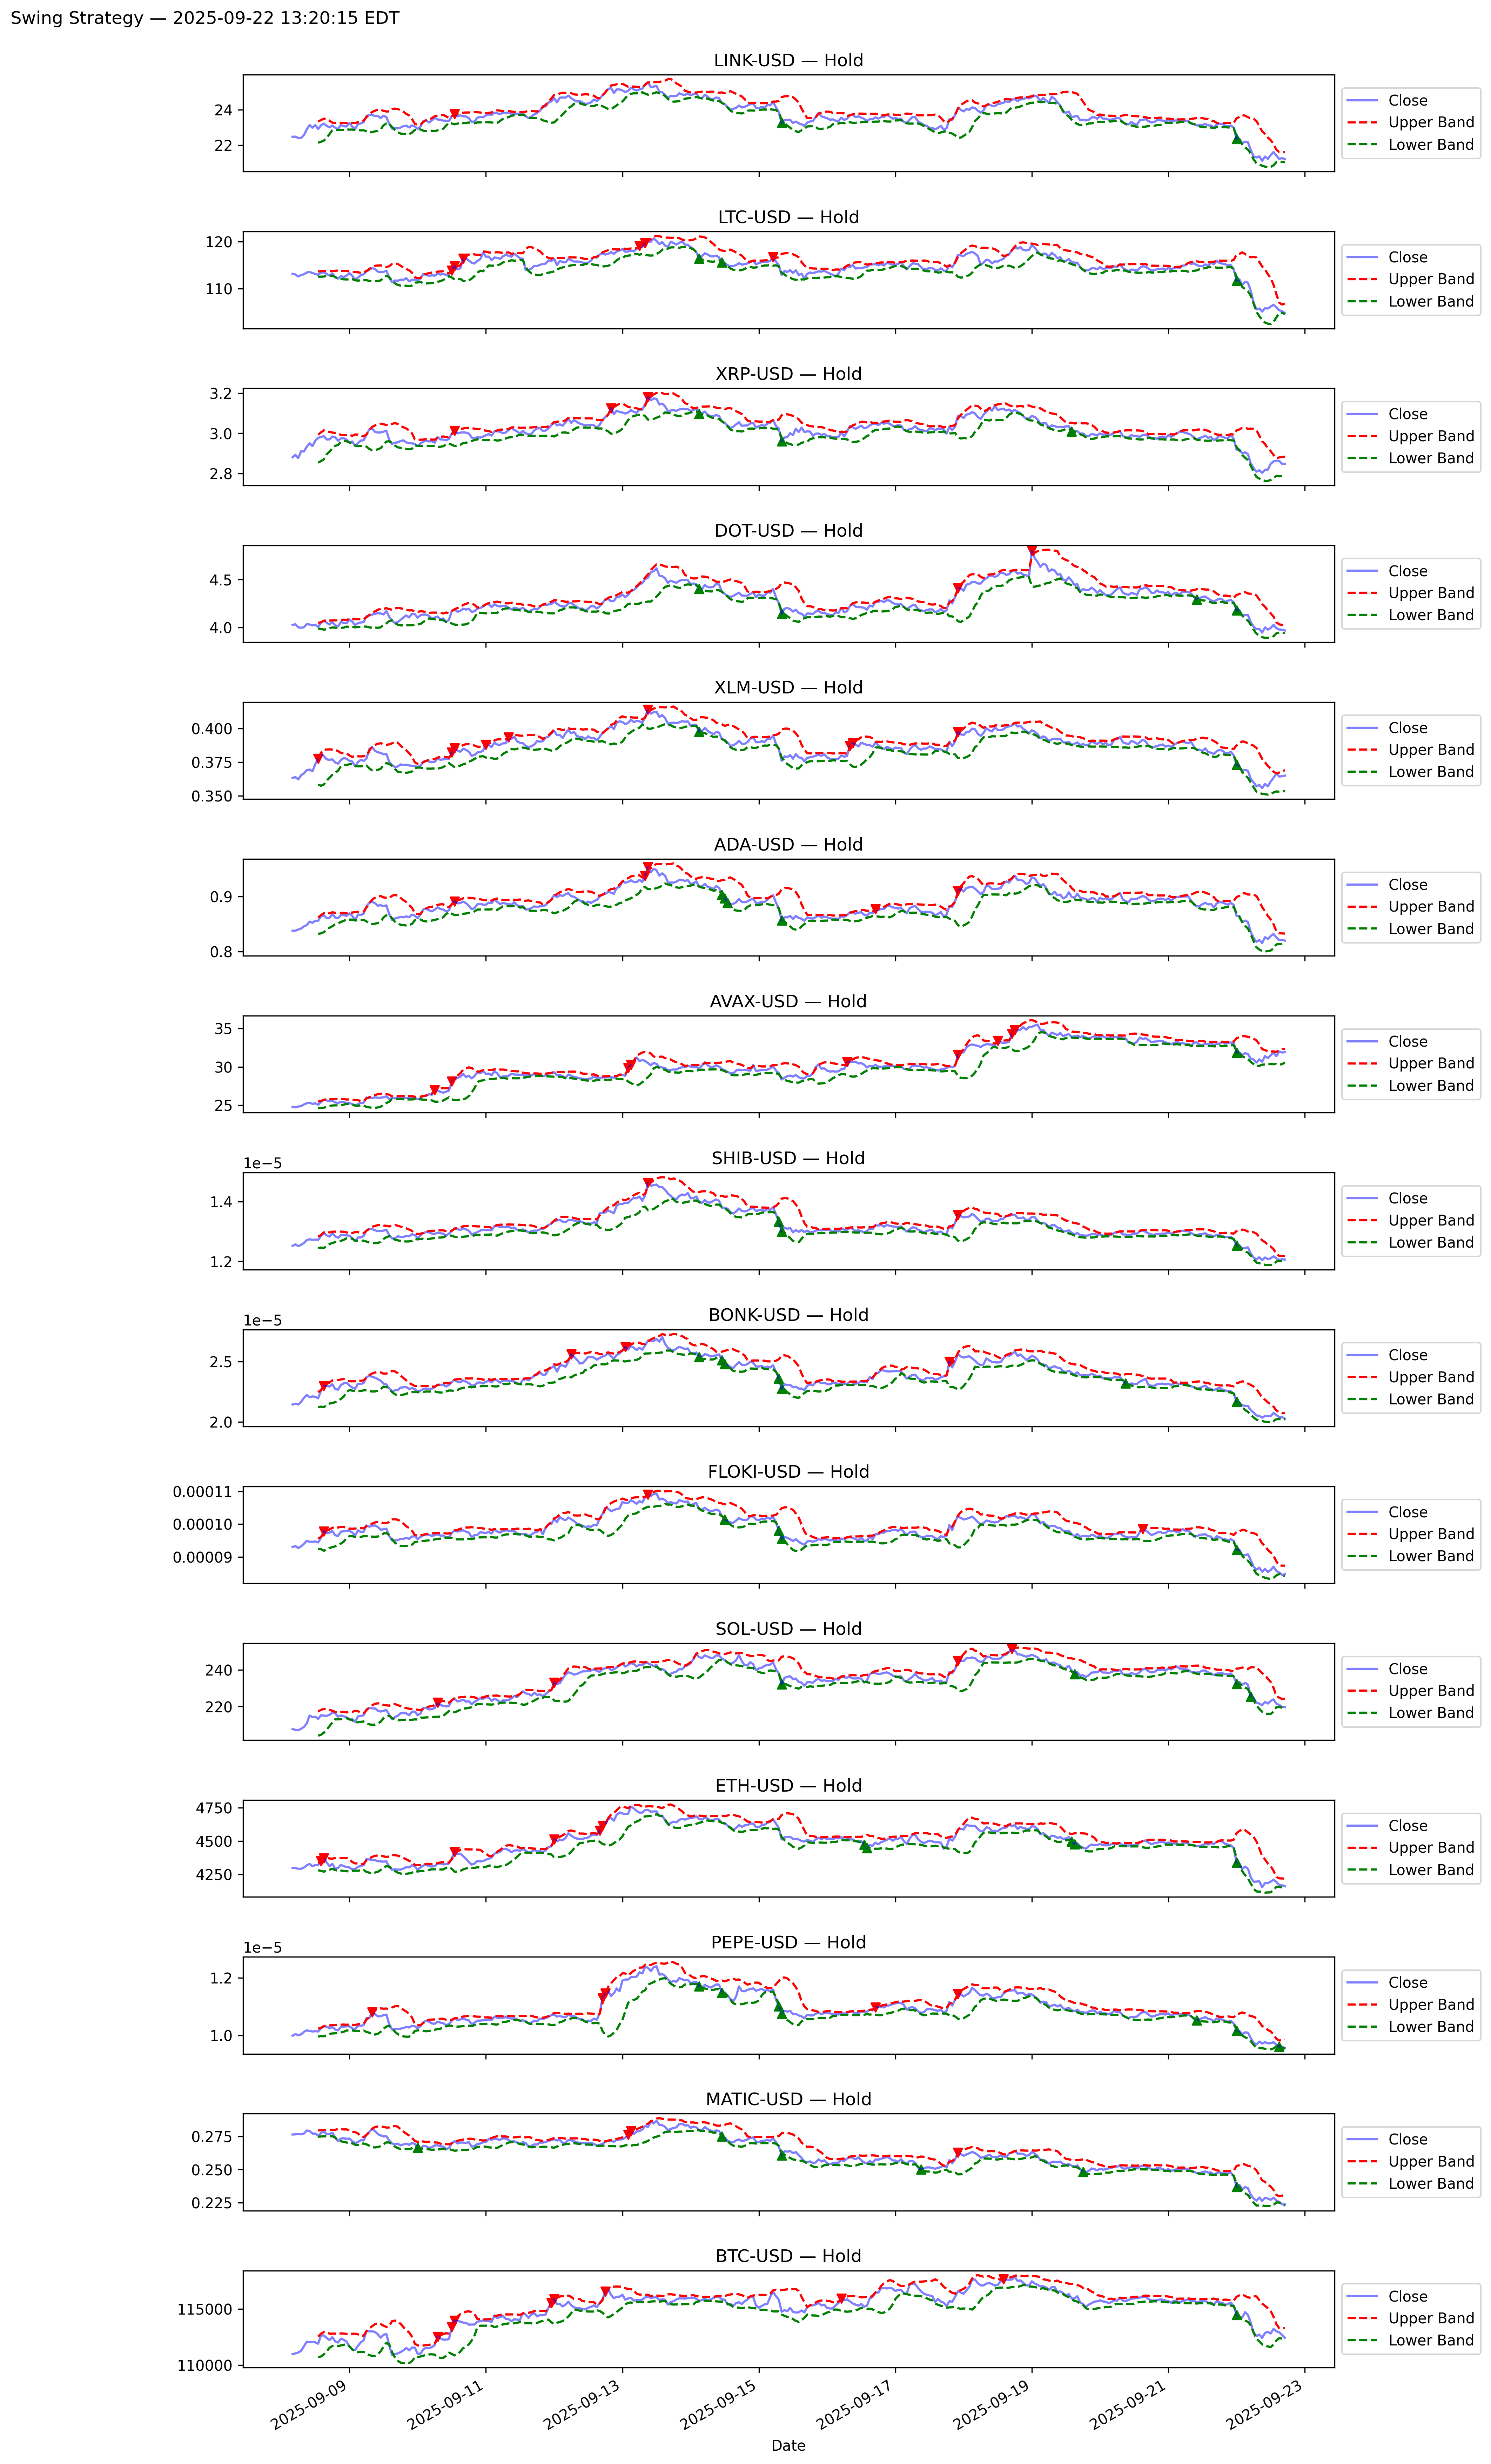 Swing Strategy — 2025-09-22 13:20:15 EDT
LINK-USD — Hold
24
22
Close
Upper Band
Lower Band
LTC-USD — Hold
120
110
Close
Upper Band
Lower Band
XRP-USD — Hold
3.2
3.0
2.8
Close
Upper Band
Lower Band
DOT-USD — Hold
4.5
4.0
Close
Upper Band
Lower Band
XLM-USD — Hold
0.400
0.375
0.350
Close
Upper Band
Lower Band
ADA-USD — Hold
0.9
0.8
Close
Upper Band
Lower Band
AVAX-USD — Hold
35
30
25
Close
Upper Band
Lower Band
SHIB-USD — Hold
1e−5
1.4
1.2
Close
Upper Band
Lower Band
BONK-USD — Hold
1e−5
2.5
2.0
Close
Upper Band
Lower Band
FLOKI-USD — Hold
0.00011
0.00010
0.00009
Close
Upper Band
Lower Band
SOL-USD — Hold
240
220
Close
Upper Band
Lower Band
ETH-USD — Hold
4750
4500
4250
Close
Upper Band
Lower Band
PEPE-USD — Hold
1e−5
1.2
1.0
Close
Upper Band
Lower Band
MATIC-USD — Hold
0.275
0.250
0.225
Close
Upper Band
Lower Band
BTC-USD — Hold
115000
110000
Close
Upper Band
Lower Band
2025-09-09
2025-09-11
2025-09-13
2025-09-15
2025-09-17
2025-09-19
2025-09-21
2025-09-23
Date